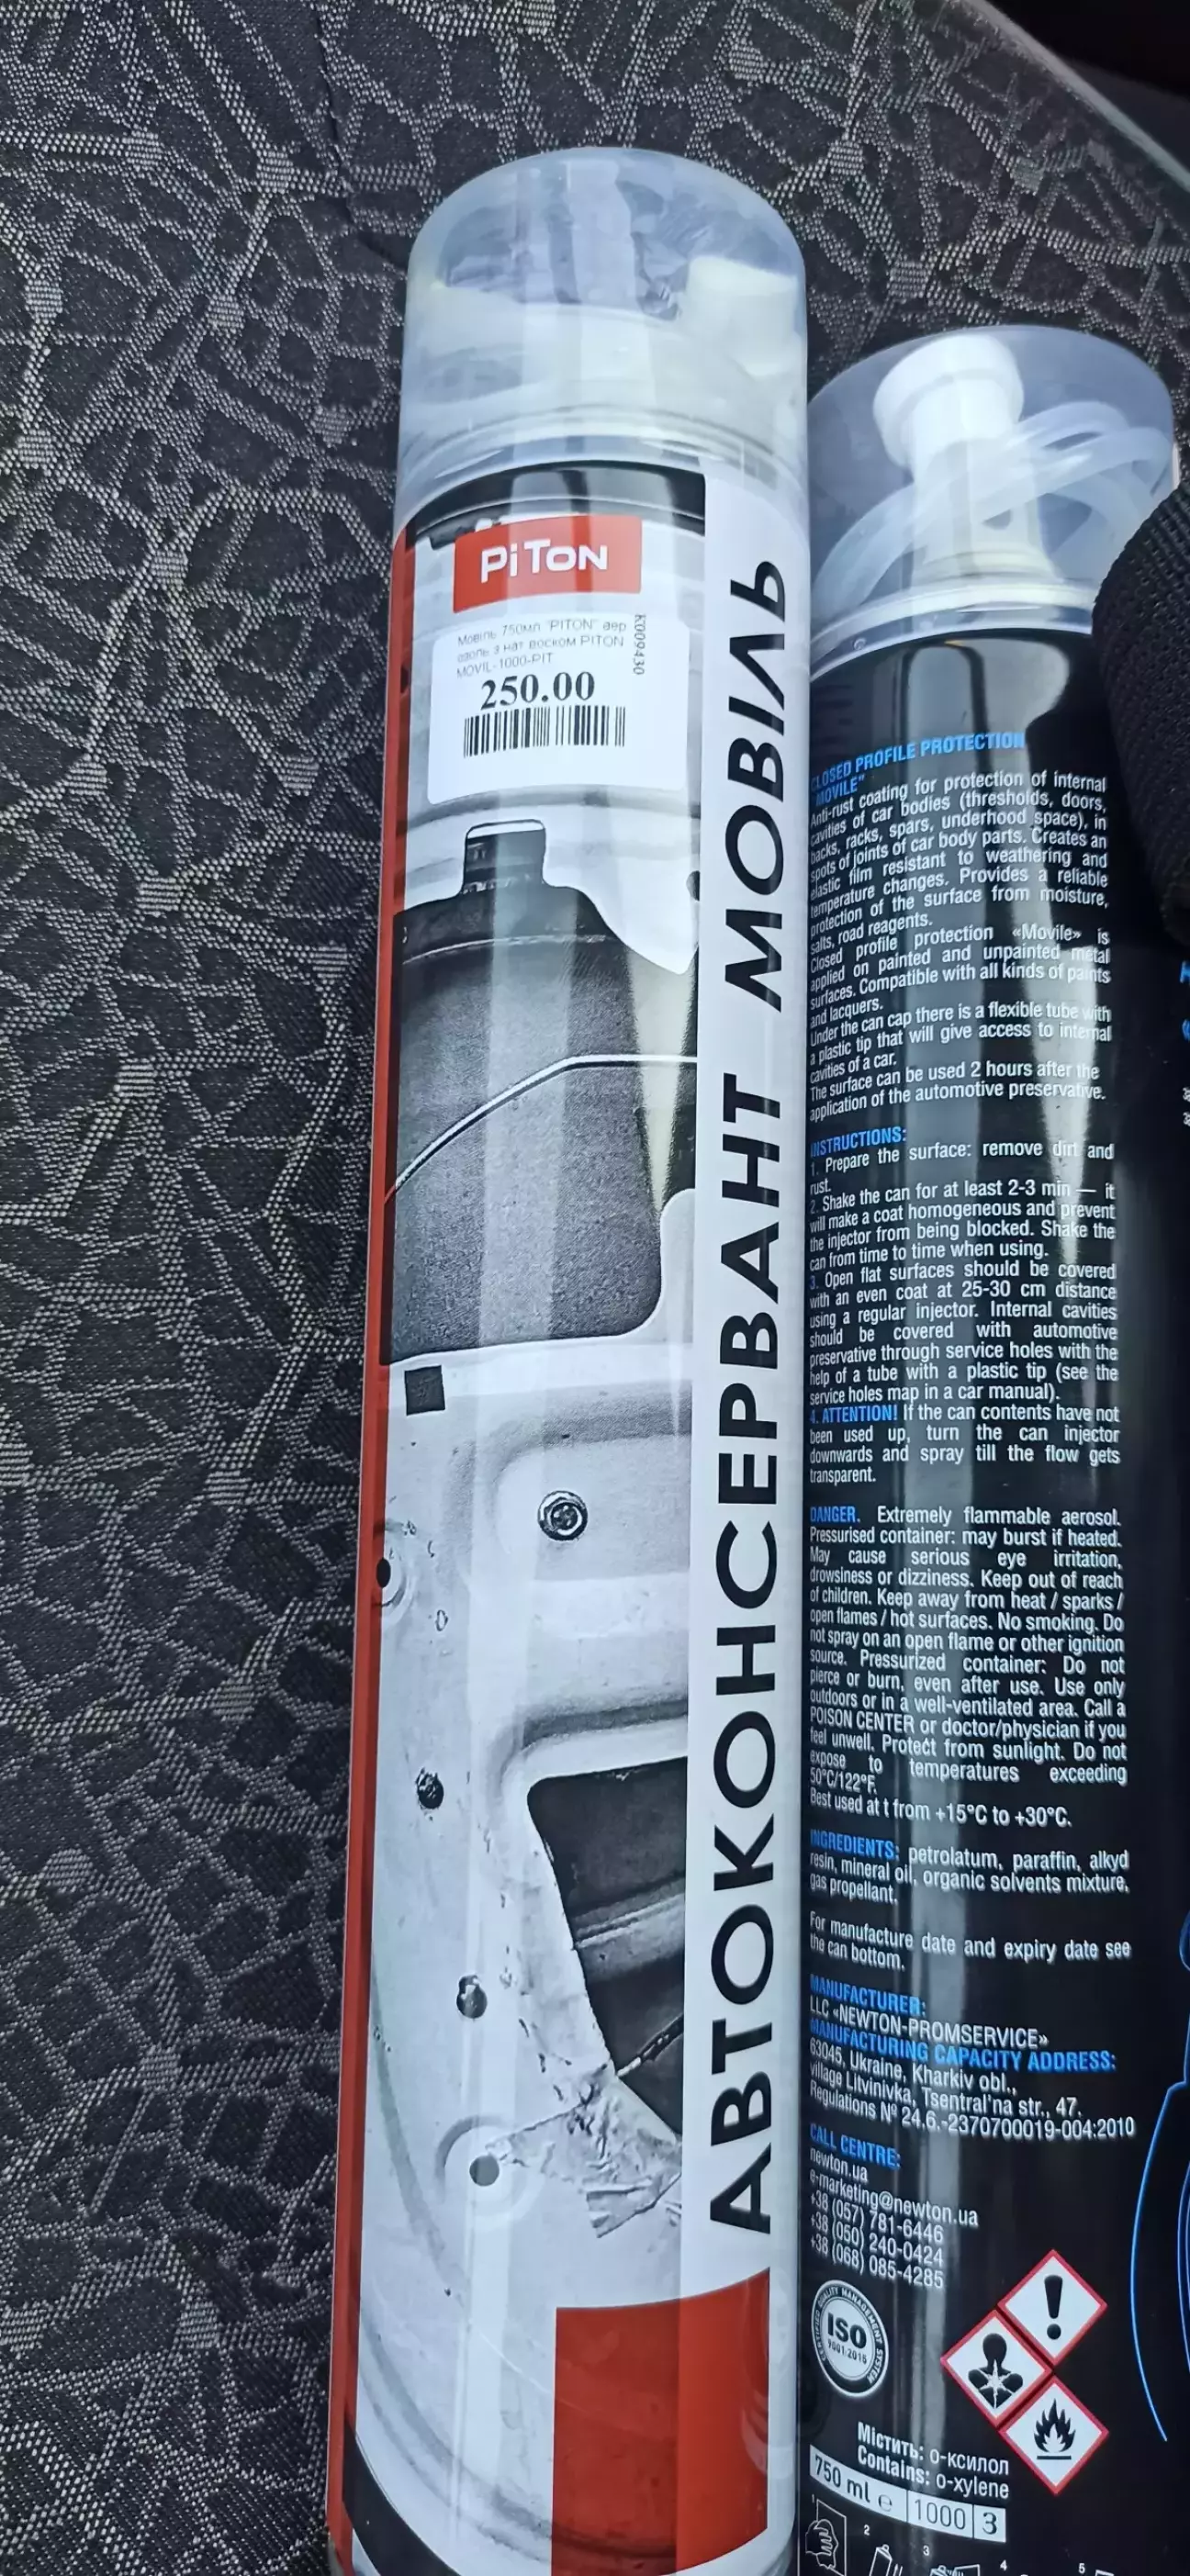 PiTon
Мовіль 750мл "PITON" аер
озоль з нат воском PITON
MOVIL-1000-PIT
K009430
250.00
АВТОКОНСЕРВАНТ МОВІЛЬ
CLOSED PROFILE PROTECTION
"MOVILE"
Anti-rust coating for protection of internal
cavities of car bodies (thresholds, doors,
backs, racks, spars, underhood space), in
spots of joints of car body parts. Creates an
elastic film resistant to weathering and
temperature changes. Provides a reliable
protection of the surface from moisture,
salts, road reagents.
Closed profile protection «Movile» is
applied on painted and unpainted metal
surfaces. Compatible with all kinds of paints
and lacquers.
Under the can cap there is a flexible tube with
a plastic tip that will give access to internal
cavities of a car.
The surface can be used 2 hours after the
application of the automotive preservative.
INSTRUCTIONS:
1. Prepare the surface: remove dirt and
rust.
2. Shake the can for at least 2-3 min — it
will make a coat homogeneous and prevent
the injector from being blocked. Shake the
can from time to time when using.
3. Open flat surfaces should be covered
with an even coat at 25-30 cm distance
using a regular injector. Internal cavities
should be covered with automotive
preservative through service holes with the
help of a tube with a plastic tip (see the
service holes map in a car manual).
4. ATTENTION! If the can contents have not
been used up, turn the can injector
downwards and spray till the flow gets
transparent.
DANGER. Extremely flammable aerosol.
Pressurised container: may burst if heated.
May cause serious eye irritation,
drowsiness or dizziness. Keep out of reach
of children. Keep away from heat / sparks /
open flames / hot surfaces. No smoking. Do
not spray on an open flame or other ignition
source. Pressurized container: Do not
pierce or burn, even after use. Use only
outdoors or in a well-ventilated area. Call a
POISON CENTER or doctor/physician if you
feel unwell. Protect from sunlight. Do not
expose to temperatures exceeding
50°C/122°F.
Best used at t from +15°C to +30°C.
INGREDIENTS: petrolatum, paraffin, alkyd
resin, mineral oil, organic solvents mixture,
gas propellant.
For manufacture date and expiry date see
the can bottom.
MANUFACTURER:
LLC «NEWTON-PROMSERVICE»
MANUFACTURING CAPACITY ADDRESS:
63045, Ukraine, Kharkiv obl.,
village Litvinivka, Tsentral'na str., 47.
Regulations № 24.6.-2370700019-004:2010
CALL CENTRE:
newton.ua
e-marketing@newton.ua
+38 (057) 781-6446
+38 (050) 240-0424
+38 (068) 085-4285
CERTIFIED QUALITY MANAGEMENT SYSTEM
ISO
9001:2015
Містить: о-ксилол
Contains: o-xylene
750 ml e 1000 3
1
2
3
4
5